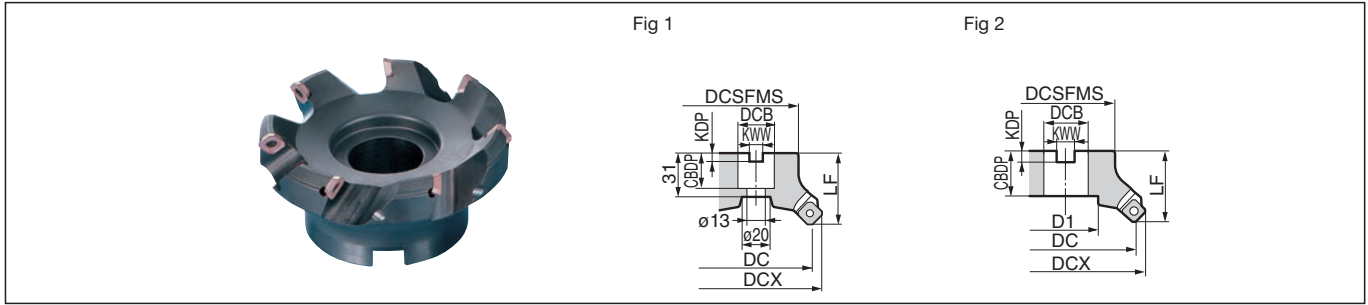 Fig 1
DCSFMS
DCB
KWW
KDP
CBDP
31
LF
ø13
ø20
DC
DCX
Fig 2
DCSFMS
DCB
KWW
KDP
CBDP
LF
D1
DC
DCX